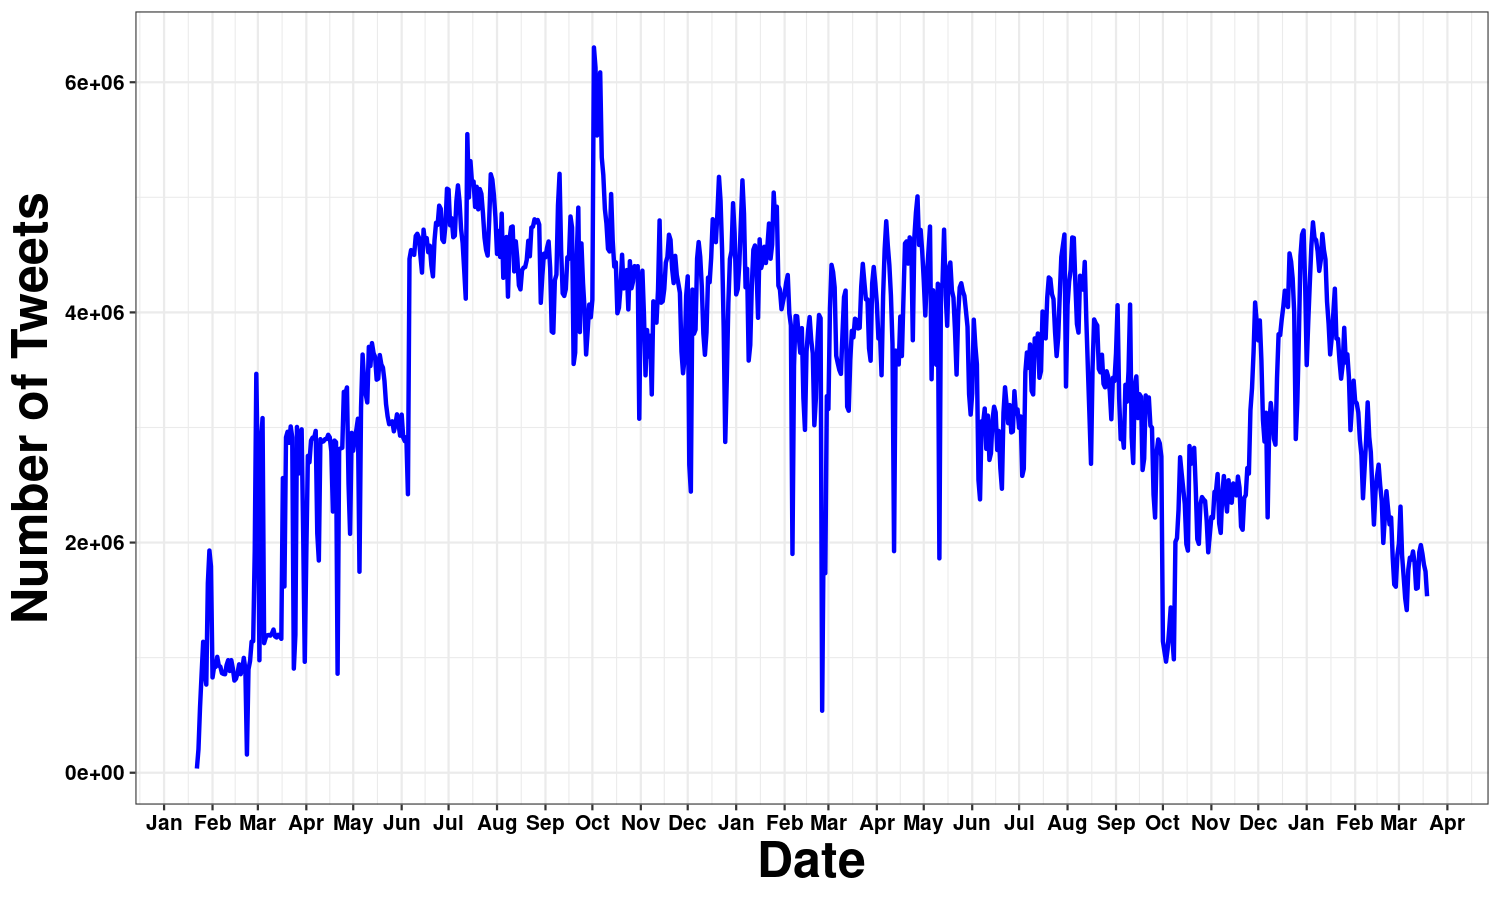 Number of Tweets
6e+06
4e+06
2e+06
0e+00
Jan Feb Mar Apr May Jun Jul Aug Sep Oct Nov Dec Jan Feb Mar Apr May Jun Jul Aug Sep Oct Nov Dec Jan Feb Mar Apr
Date